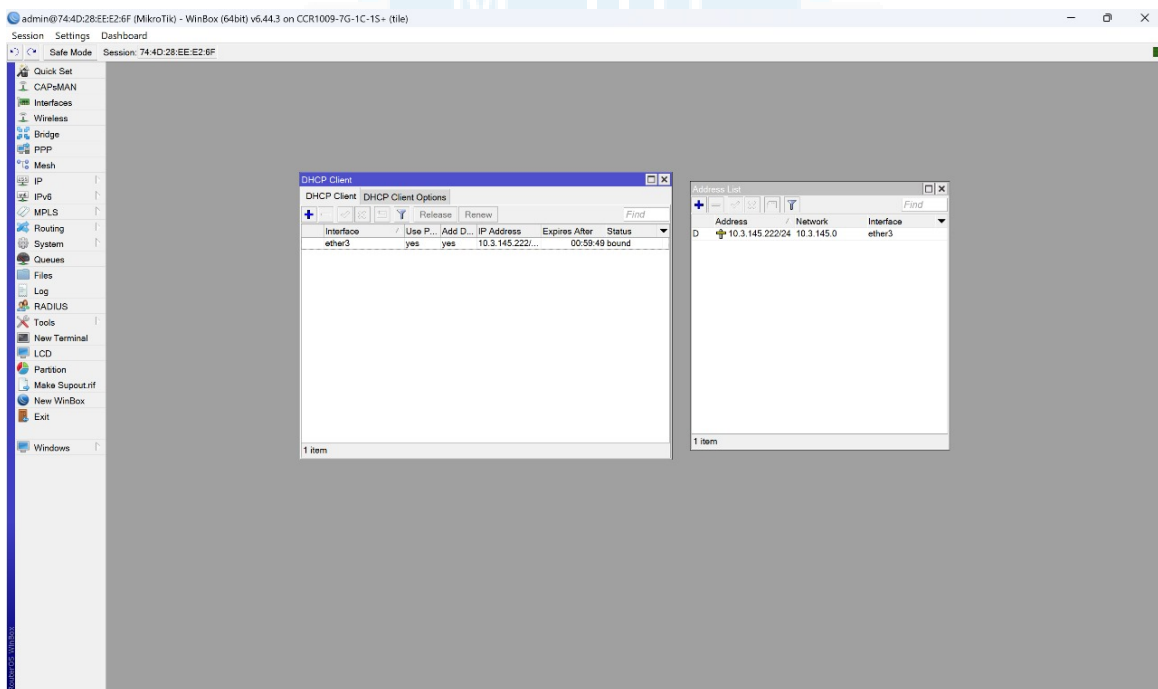 admin@74:4D:28:EE:E2:6F (MikroTik) - WinBox (64bit) v6.44.3 on CCR1009-7G-1C-1S+ (tile)
Session Settings Dashboard
Safe Mode Session: 74:4D:28:EE:E2:6F
Quick Set
CAPsMAN
Interfaces
Wireless
Bridge
PPP
Mesh
IP
IPv6
MPLS
Routing
System
Queues
Files
Log
RADIUS
Tools
New Terminal
LCD
Partition
Make Supout.rif
New WinBox
Exit
Windows
RouterOS WinBox
DHCP Client
DHCP Client DHCP Client Options
Release Renew Find
Interface Use P... Add D... IP Address Expires After Status
ether3 yes yes 10.3.145.222/... 00:59:49 bound
1 item
Address List
Find
Address Network Interface
D 10.3.145.222/24 10.3.145.0 ether3
1 item